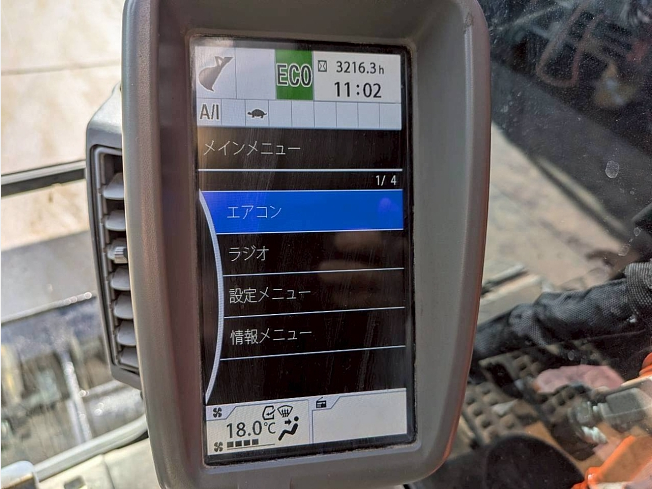 ECO
3216.3h
11:02
A/I
メインメニュー
1/4
エアコン
ラジオ
設定メニュー
情報メニュー
18.0℃